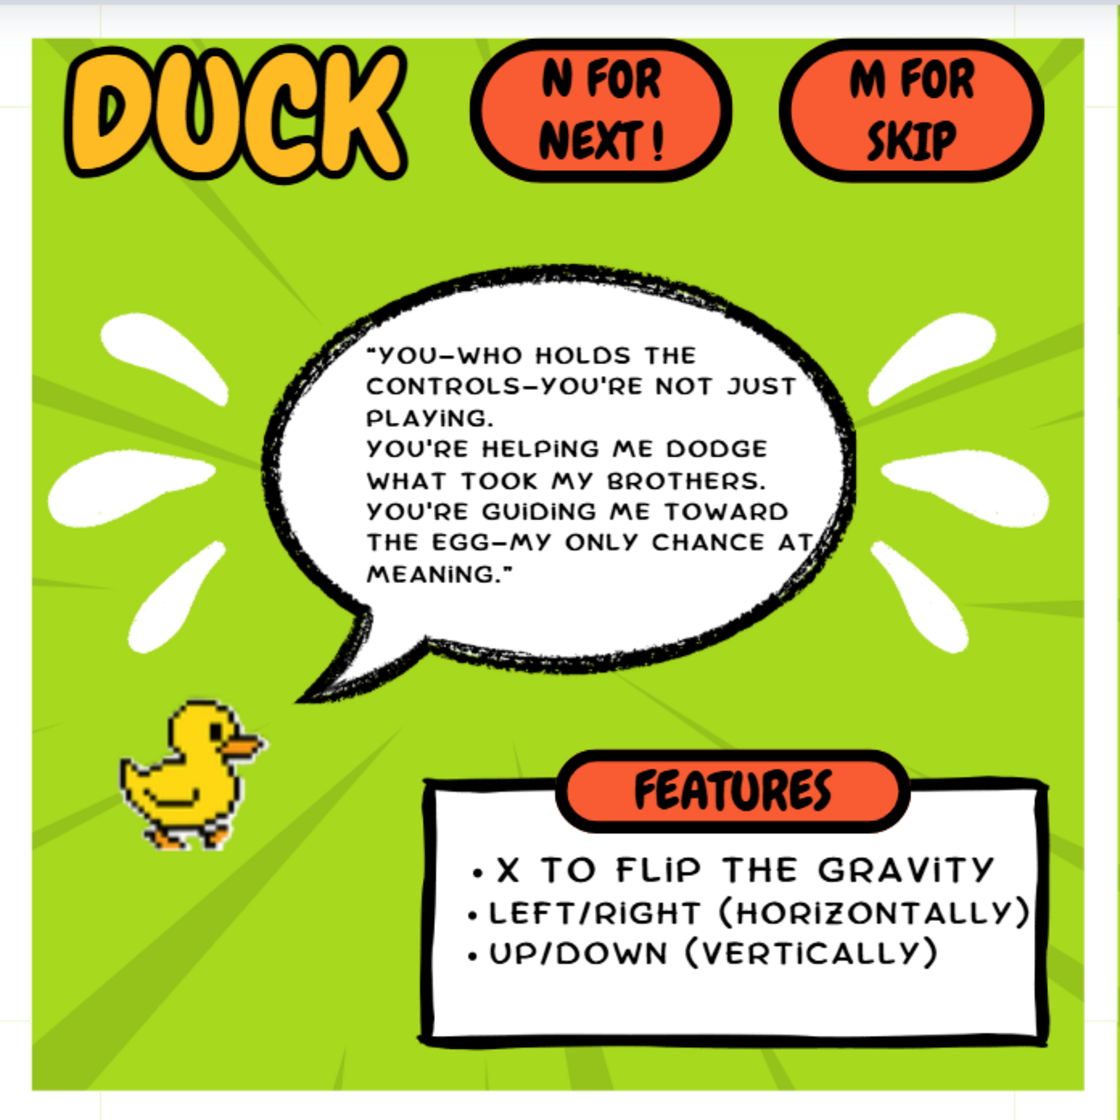 DUCK
N FOR
NEXT!
M FOR
SKIP
"YOU—WHO HOLDS THE
CONTROLS—YOU'RE NOT JUST
PLAYING.
YOU'RE HELPING ME DODGE
WHAT TOOK MY BROTHERS.
YOU'RE GUIDING ME TOWARD
THE EGG—MY ONLY CHANCE AT
MEANING."
FEATURES
• X TO FLIP THE GRAVITY
• LEFT/RIGHT (HORIZONTALLY)
• UP/DOWN (VERTICALLY)